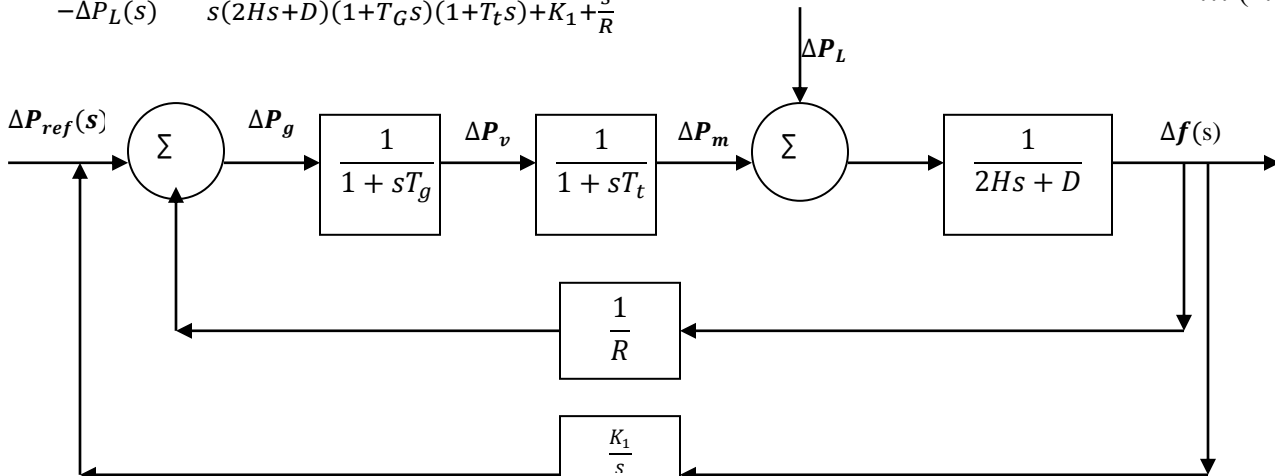 −ΔP_L(s) s(2Hs+D)(1+T_G s)(1+T_t s)+K_1+s/R
ΔP_L
ΔP_ref(s) Σ ΔP_g 1/(1 + sT_g) ΔP_v 1/(1 + sT_t) ΔP_m Σ 1/(2Hs + D) Δf(s)
1/R
K_1/s